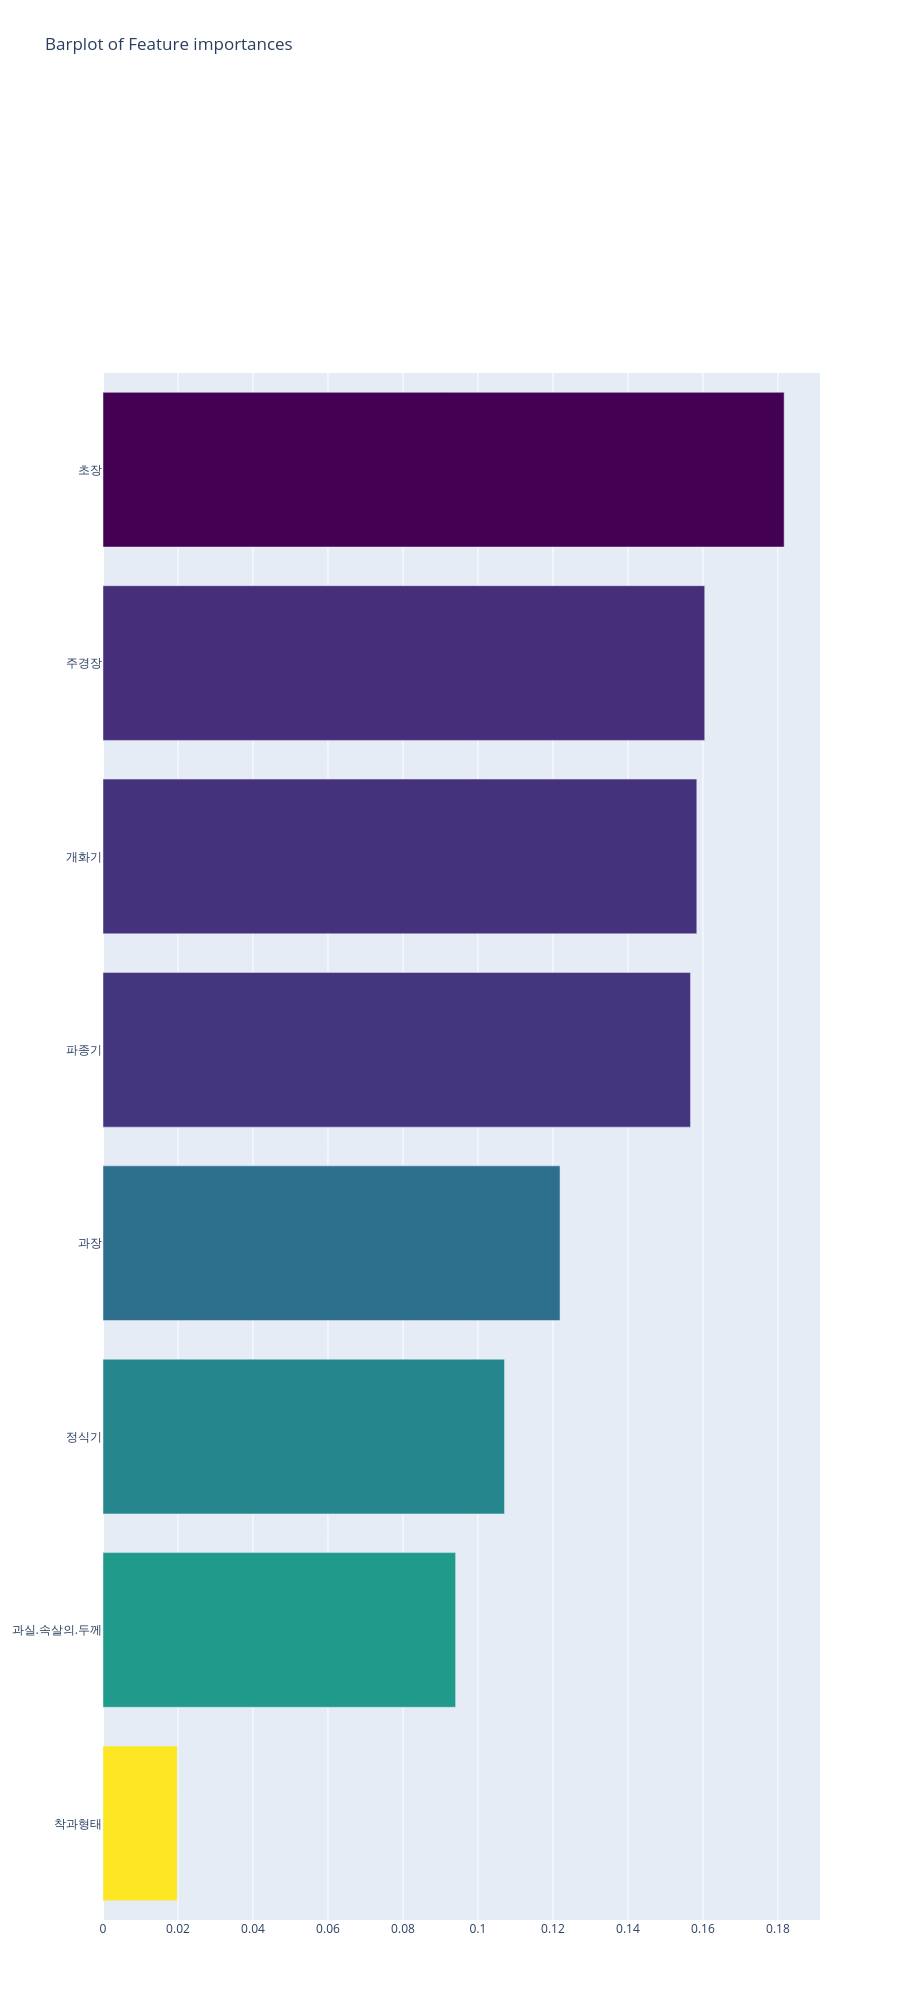 Barplot of Feature importances
초장
주경장
개화기
파종기
과장
정식기
과실.속살의.두께
착과형태
0 0.02 0.04 0.06 0.08 0.1 0.12 0.14 0.16 0.18